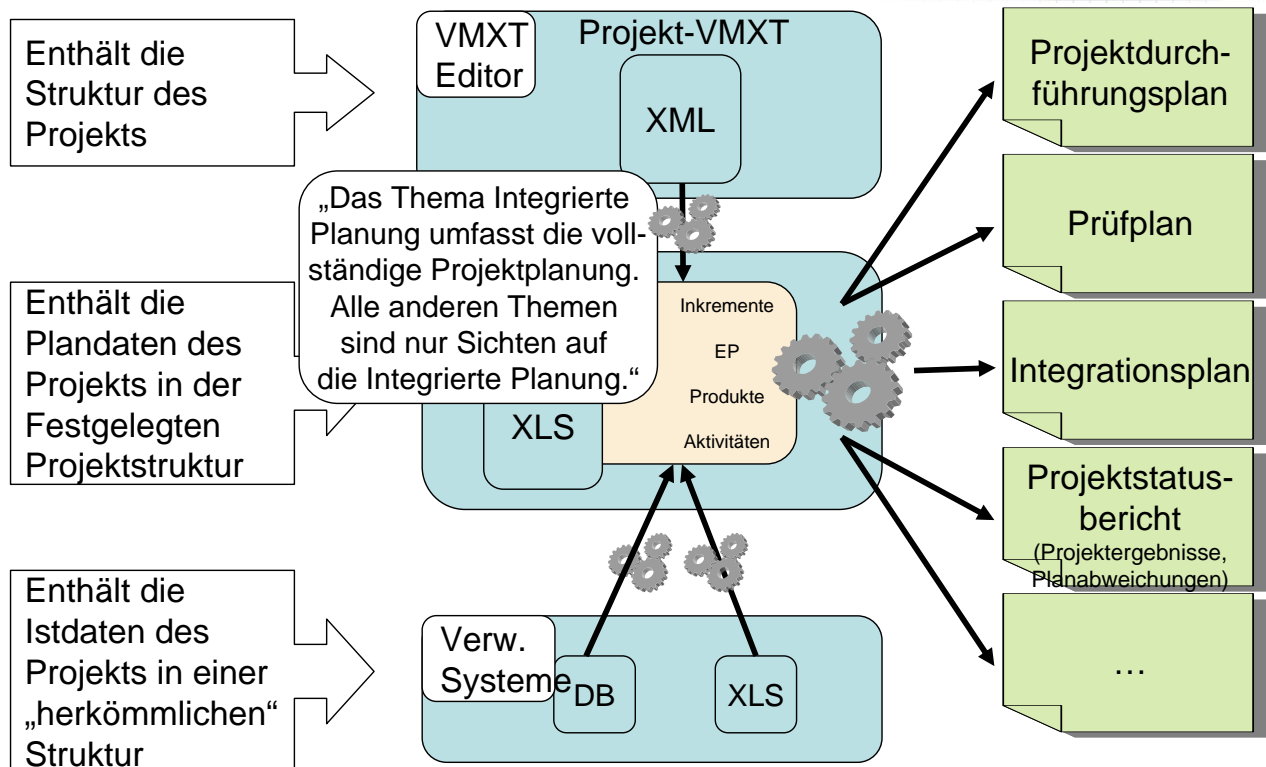 Enthält die
Struktur des
Projekts
VMXT
Editor
Projekt-VMXT
XML
Projektdurch-
führungsplan
„Das Thema Integrierte
Planung umfasst die voll-
ständige Projektplanung.
Alle anderen Themen
sind nur Sichten auf
die Integrierte Planung.“
Prüfplan
Enthält die
Plandaten des
Projekts in der
Festgelegten
Projektstruktur
XLS
Inkremente
EP
Produkte
Aktivitäten
Integrationsplan
Projektstatus-
bericht
(Projektergebnisse,
Planabweichungen)
Enthält die
Istdaten des
Projekts in einer
„herkömmlichen“
Struktur
Verw.
Systeme
DB
XLS
…